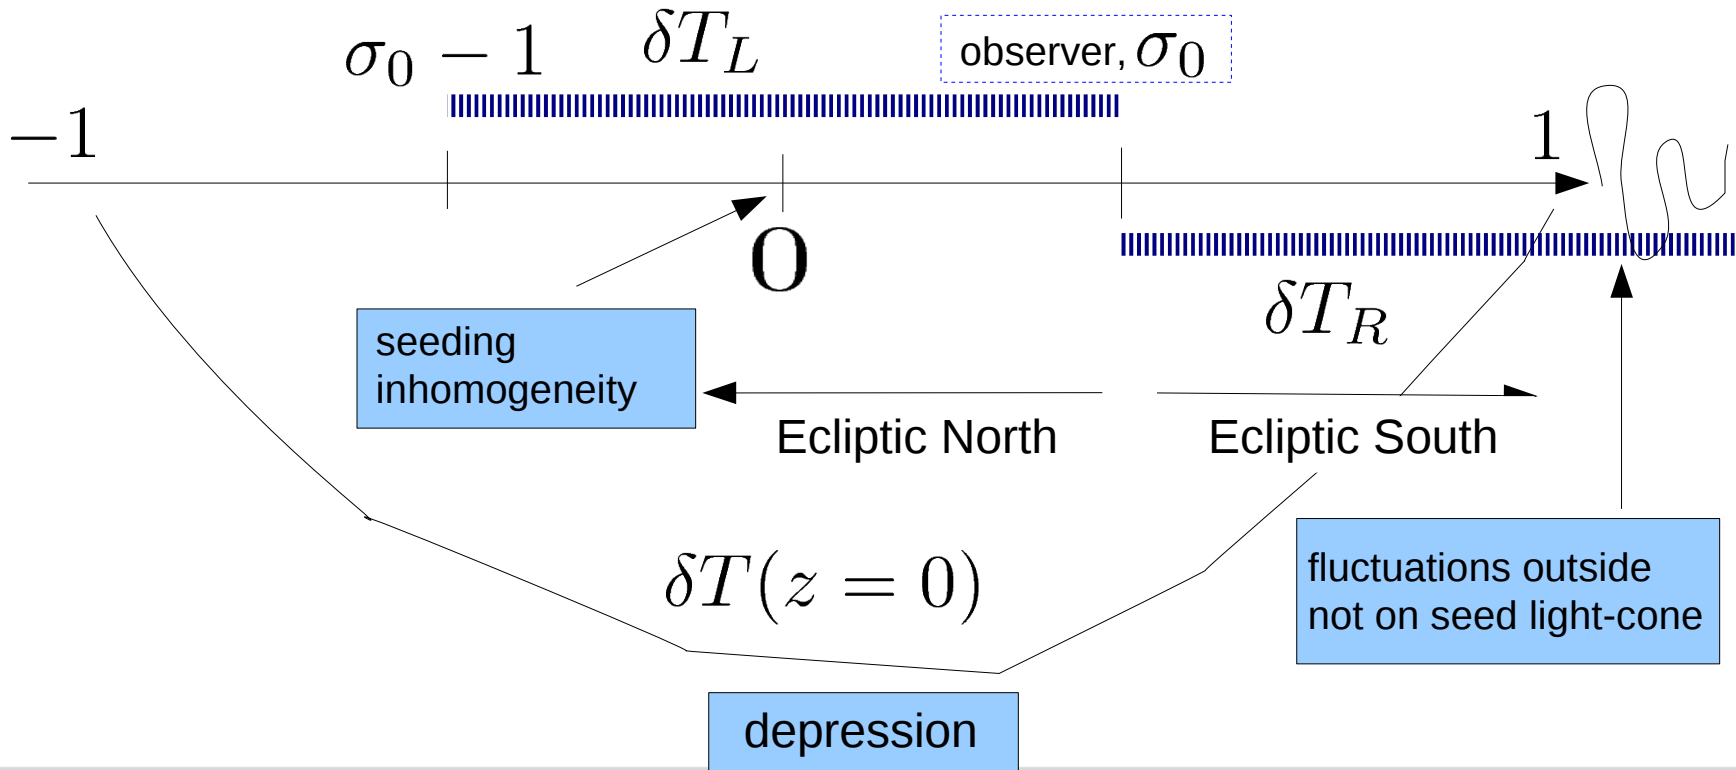 σ₀ − 1
δT_L
observer, σ₀
−1
1
0
δT_R
seeding
inhomogeneity
Ecliptic North
Ecliptic South
δT(z = 0)
fluctuations outside
not on seed light-cone
depression